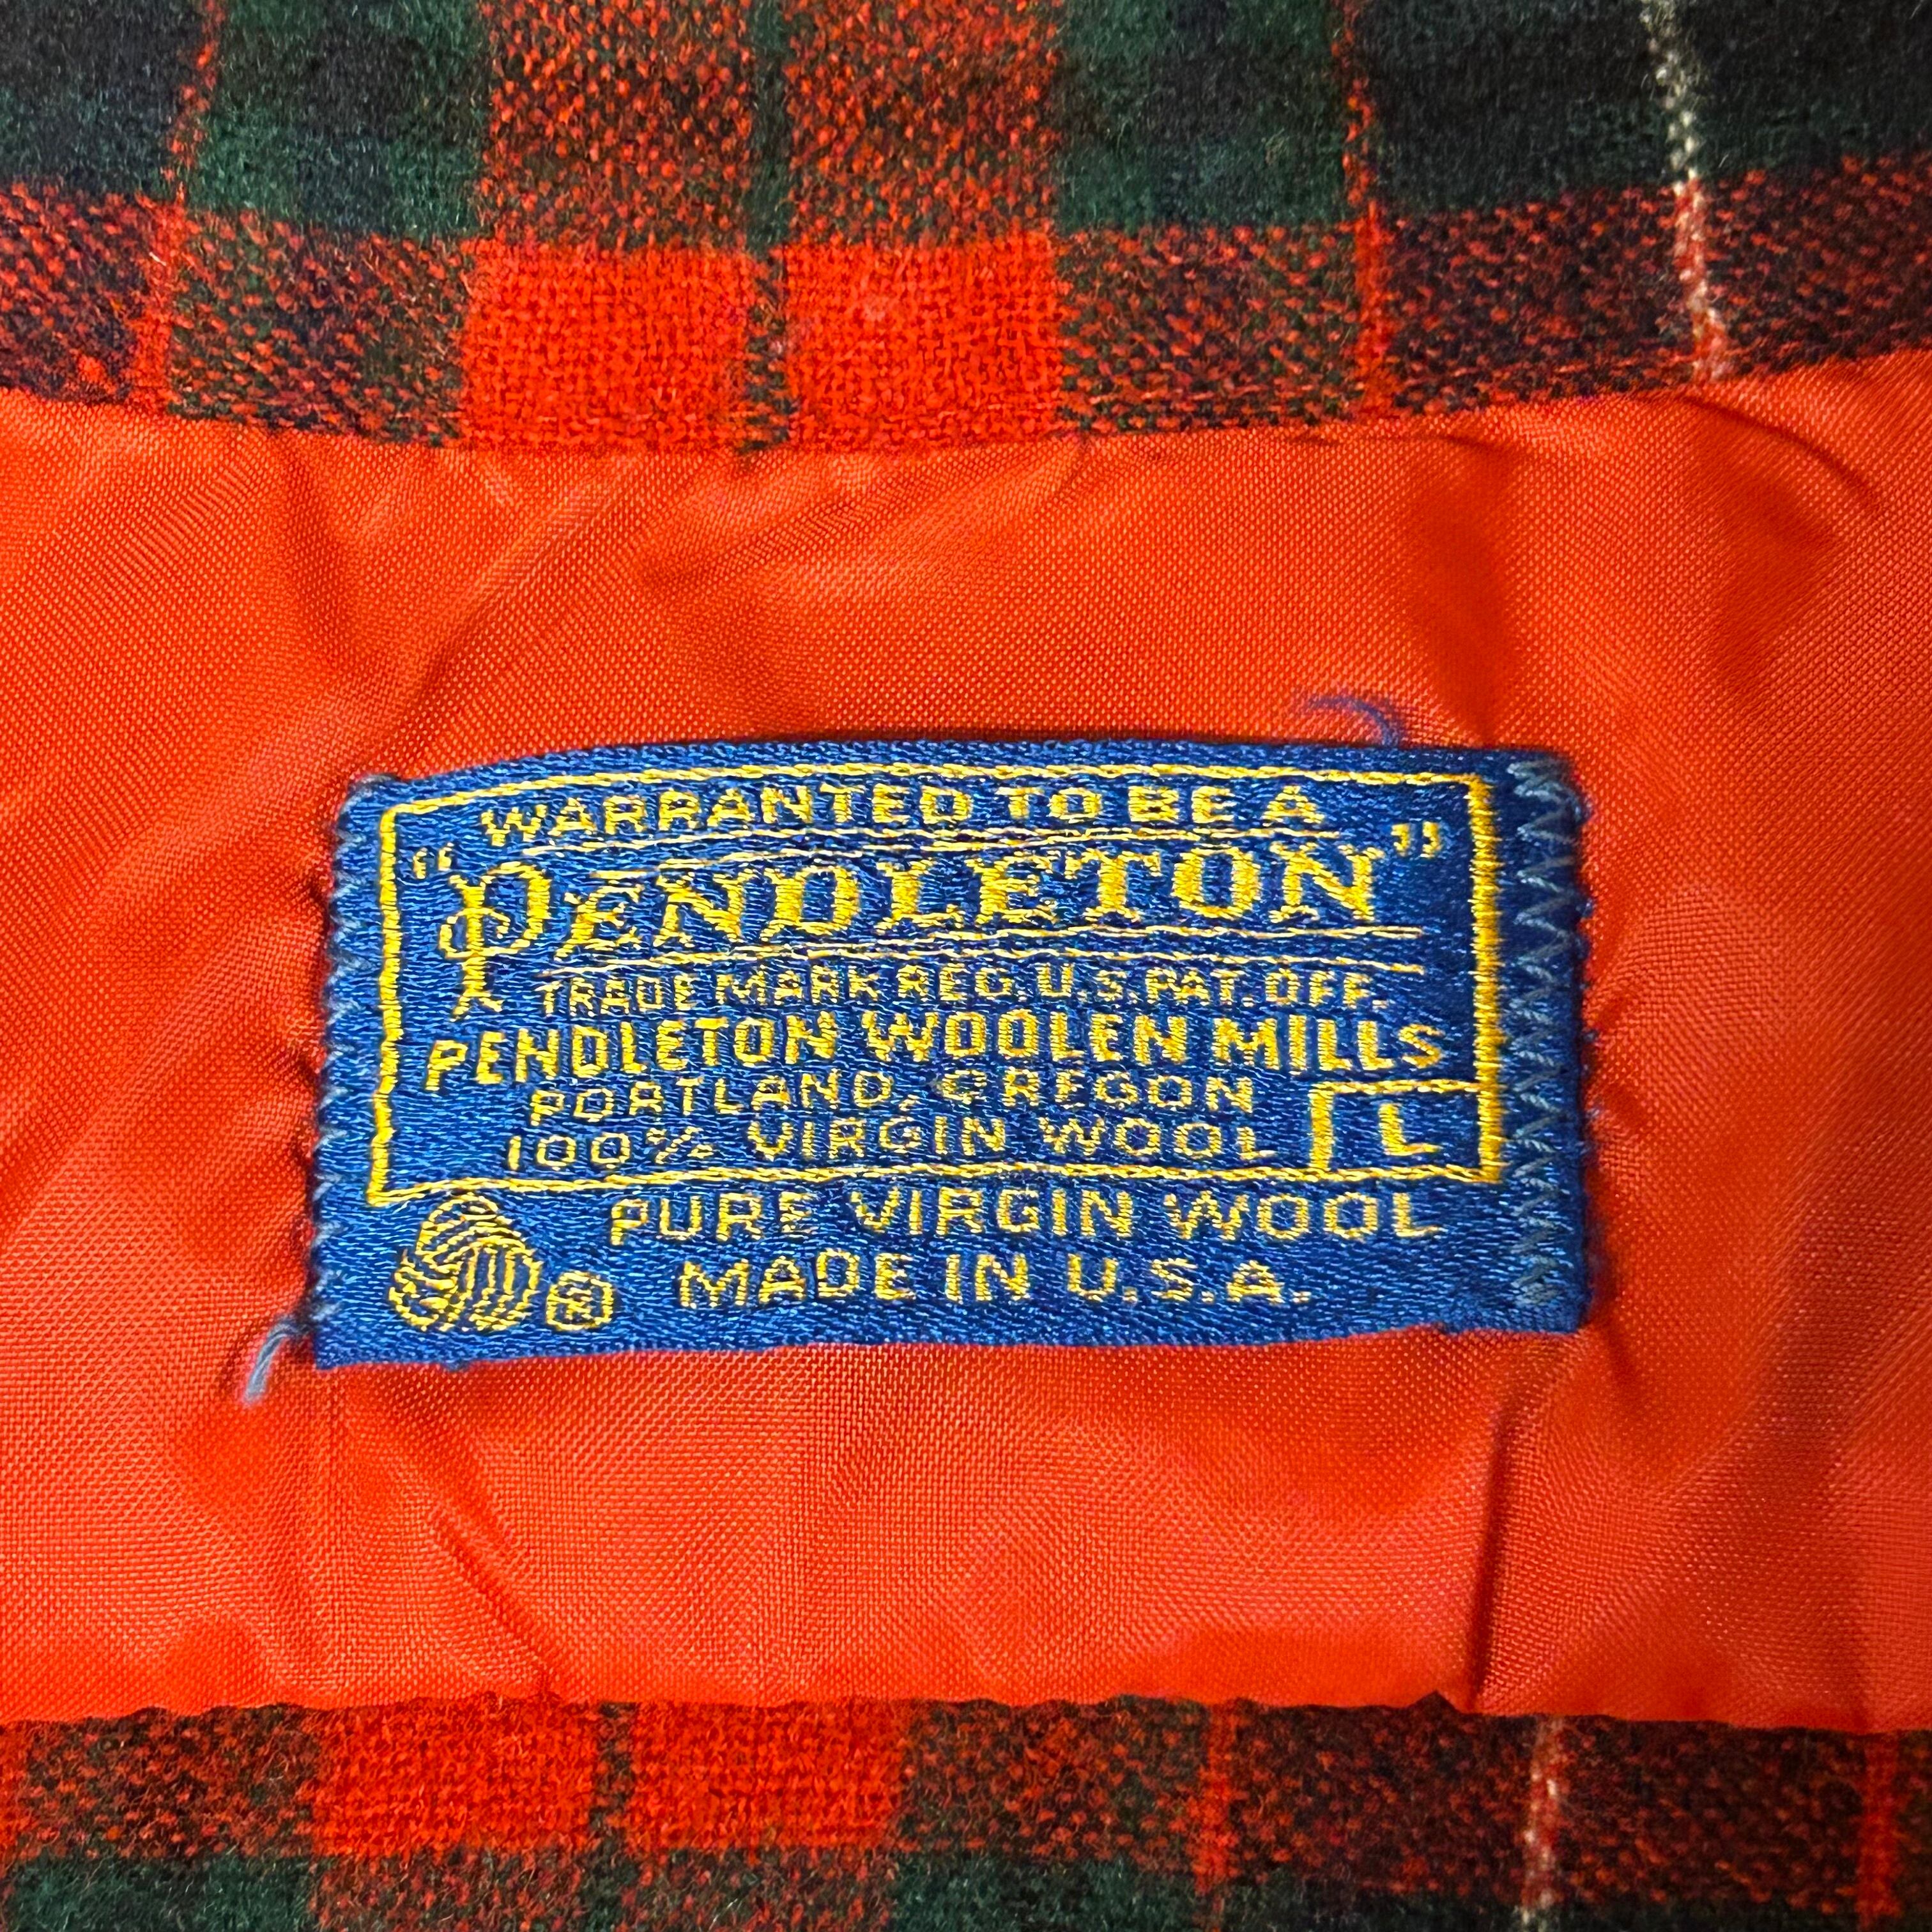 WARRANTED TO BE A
"PENDLETON"
TRADE MARK REG. U.S. PAT. OFF.
PENDLETON WOOLEN MILLS
PORTLAND, OREGON
100% VIRGIN WOOL L
PURE VIRGIN WOOL
® MADE IN U.S.A.